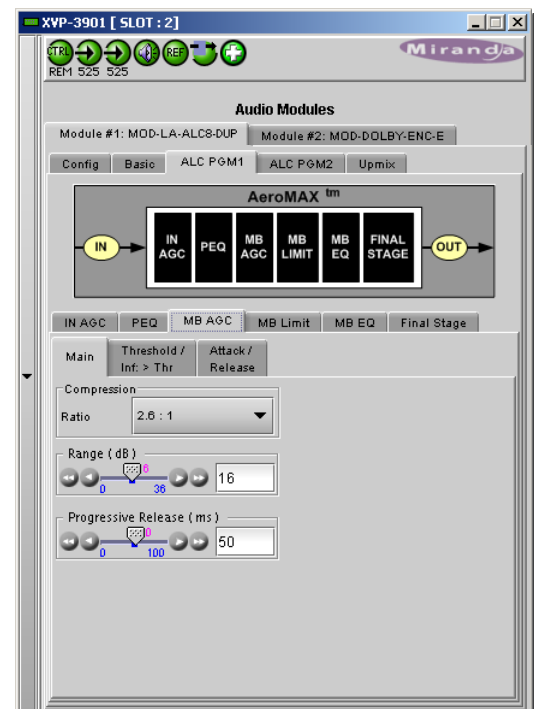 XVP-3901 [ SLOT : 2]
CTRL REF
REM 525 525
Miranda
Audio Modules
Module #1: MOD-LA-ALC8-DUP Module #2: MOD-DOLBY-ENC-E
Config Basic ALC PGM1 ALC PGM2 Upmix
AeroMAX tm
IN IN AGC PEQ MB AGC MB LIMIT MB EQ FINAL STAGE OUT
IN AGC PEQ MB AGC MB Limit MB EQ Final Stage
Main Threshold / Inf: > Thr Attack / Release
Compression
Ratio 2.6 : 1
Range ( dB )
0 36 16
Progressive Release ( ms )
0 100 50